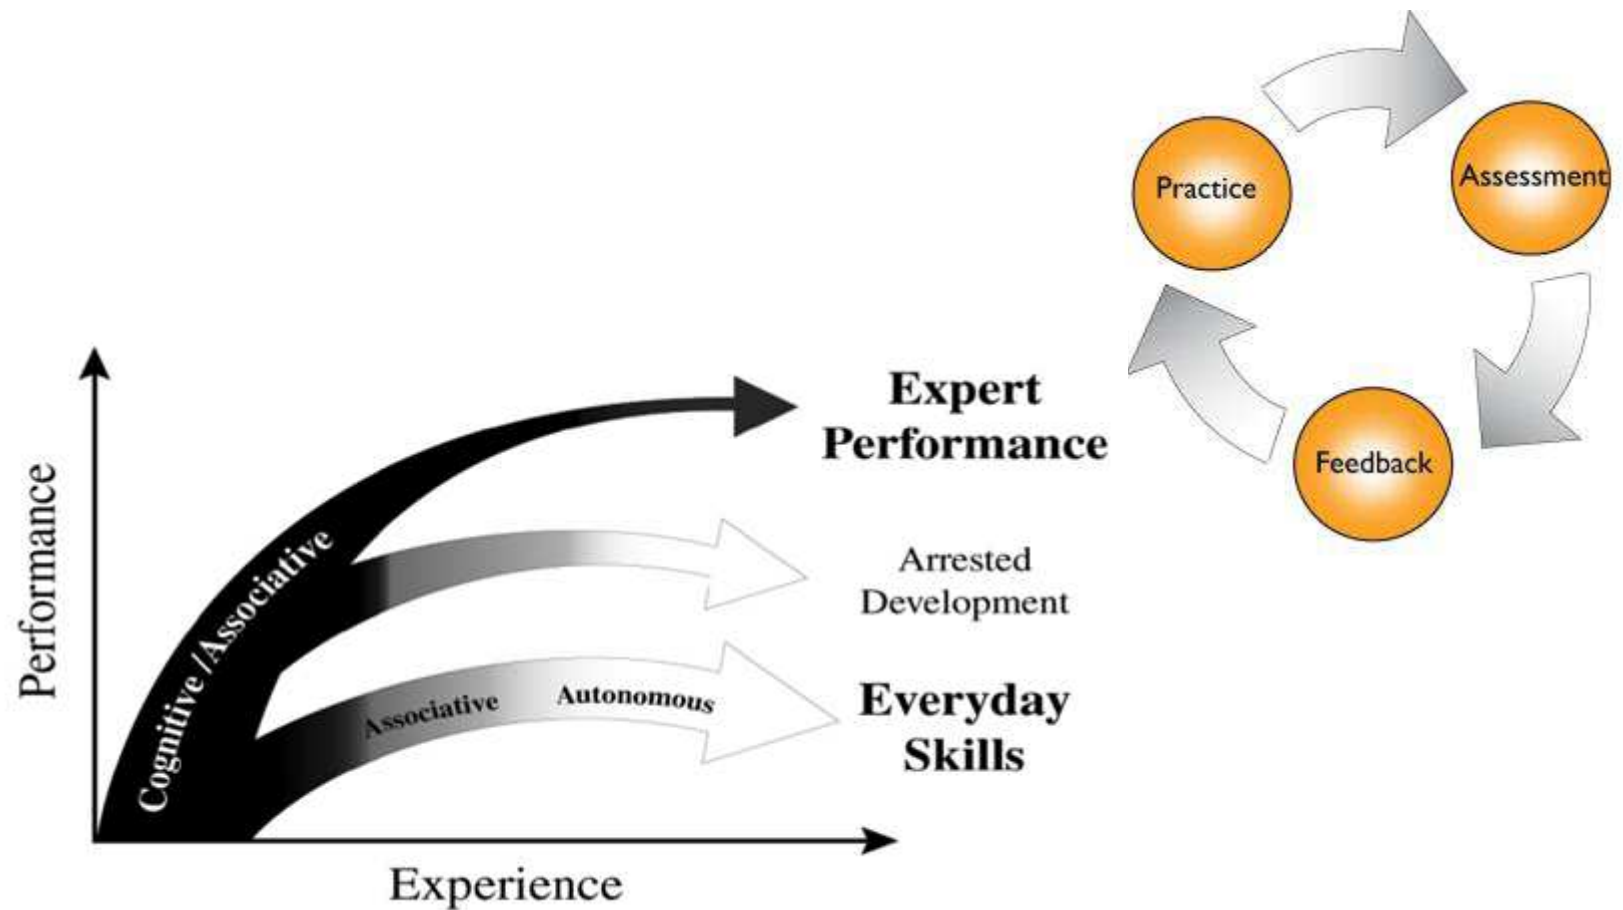 Practice
Assessment
Feedback
Performance
Experience
Cognitive /Associative
Associative
Autonomous
Expert
Performance
Arrested
Development
Everyday
Skills